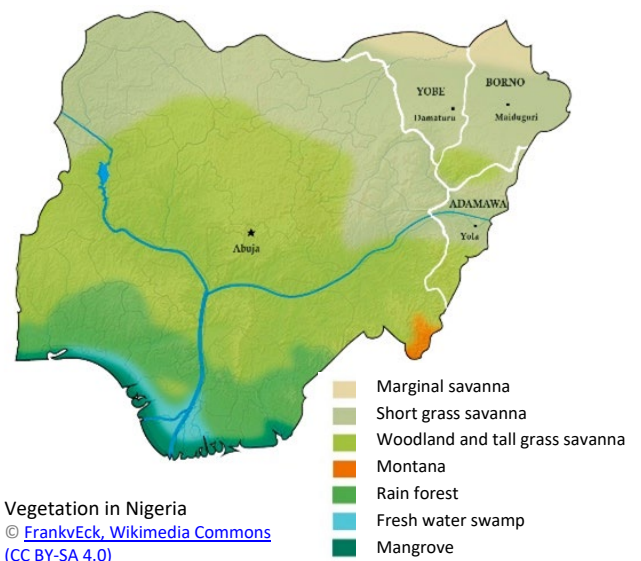 YOBE
BORNO
Damaturu
Maiduguri
ADAMAWA
Yola
Abuja
Marginal savanna
Short grass savanna
Woodland and tall grass savanna
Montana
Rain forest
Fresh water swamp
Mangrove
Vegetation in Nigeria
© FrankvEck, Wikimedia Commons
(CC BY-SA 4.0)